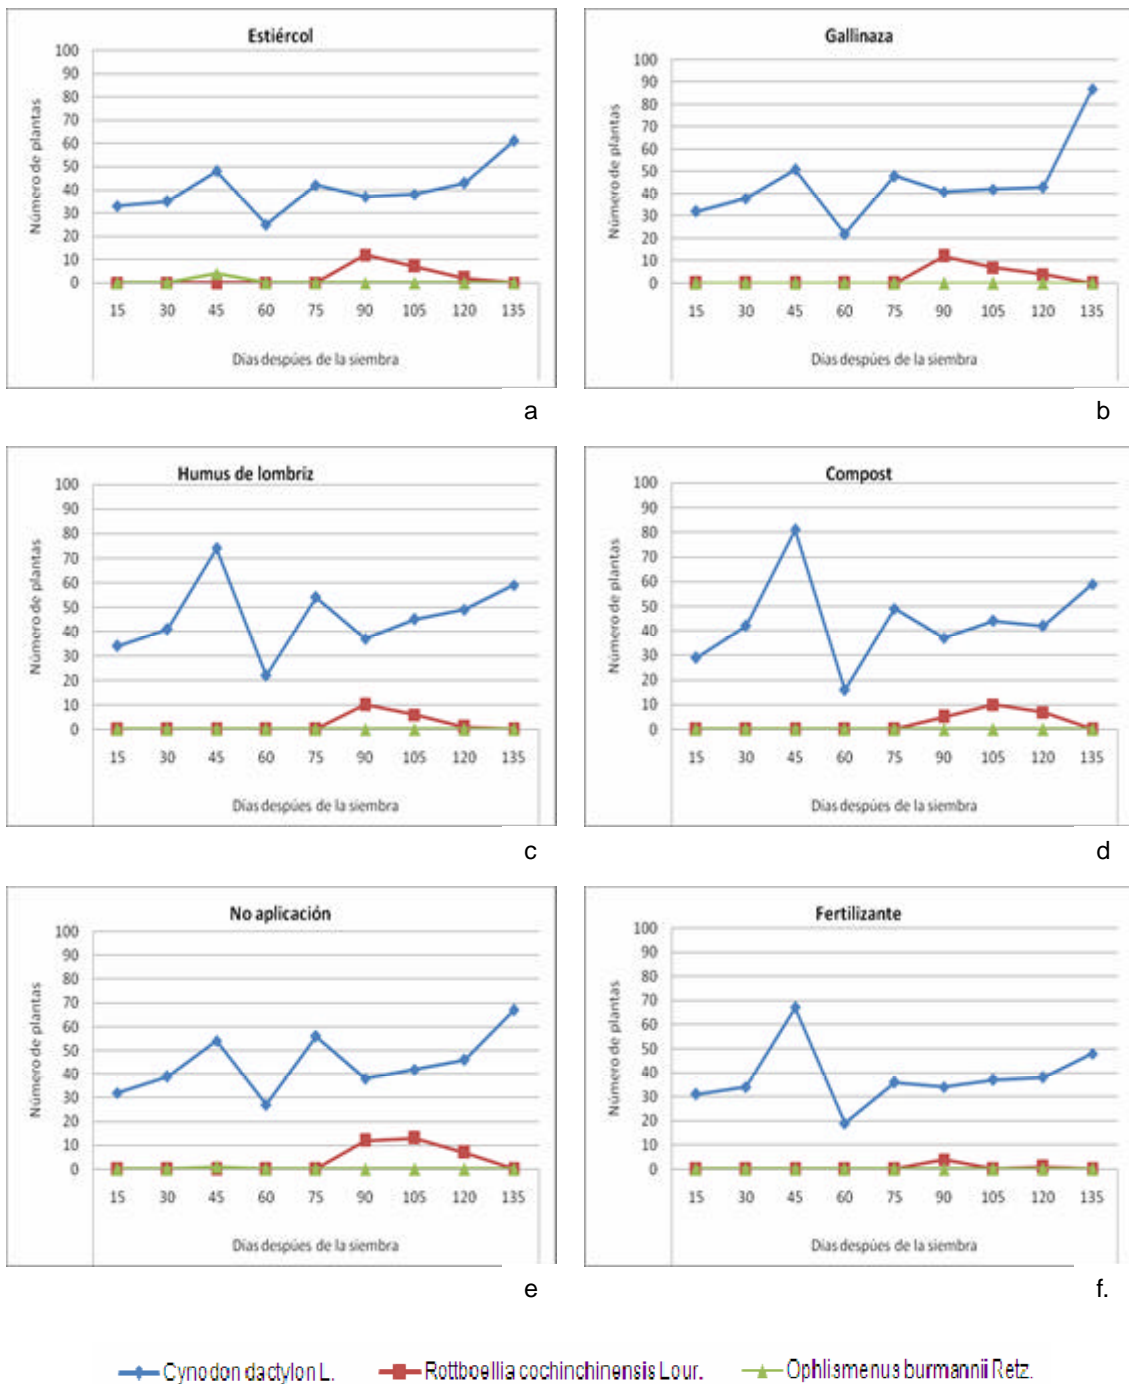 Estiércol
Número de plantas
100
90
80
70
60
50
40
30
20
10
0
15 30 45 60 75 90 105 120 135
Días despúes de la siembra
a
Gallinaza
Número de plantas
100
90
80
70
60
50
40
30
20
10
0
15 30 45 60 75 90 105 120 135
Días despúes de la siembra
b
Humus de lombriz
Número de plantas
100
90
80
70
60
50
40
30
20
10
0
15 30 45 60 75 90 105 120 135
Días despúes de la siembra
c
Compost
Número de plantas
100
90
80
70
60
50
40
30
20
10
0
15 30 45 60 75 90 105 120 135
Días despúes de la siembra
d
No aplicación
Número de plantas
100
90
80
70
60
50
40
30
20
10
0
15 30 45 60 75 90 105 120 135
Días despúes de la siembra
e
Fertilizante
Número de plantas
100
90
80
70
60
50
40
30
20
10
0
15 30 45 60 75 90 105 120 135
Días despúes de la siembra
f.
Cynodon dactylon L. Rottboellia cochinchinensis Lour. Ophlismenus burmannii Retz.